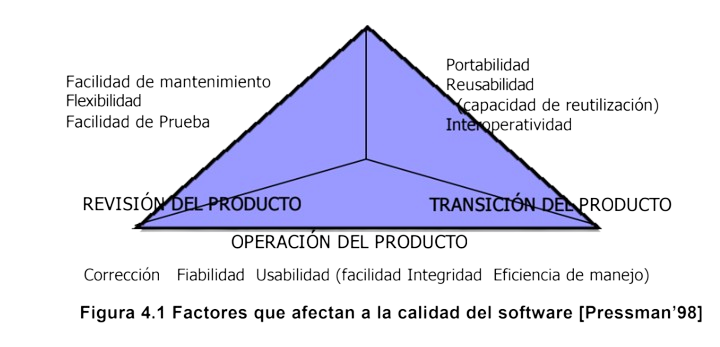 Facilidad de mantenimiento
Flexibilidad
Facilidad de Prueba
Portabilidad
Reusabilidad
(capacidad de reutilización)
Interoperatividad
REVISIÓN DEL PRODUCTO
TRANSICIÓN DEL PRODUCTO
OPERACIÓN DEL PRODUCTO
Corrección Fiabilidad Usabilidad (facilidad Integridad Eficiencia de manejo)
Figura 4.1 Factores que afectan a la calidad del software [Pressman’98]